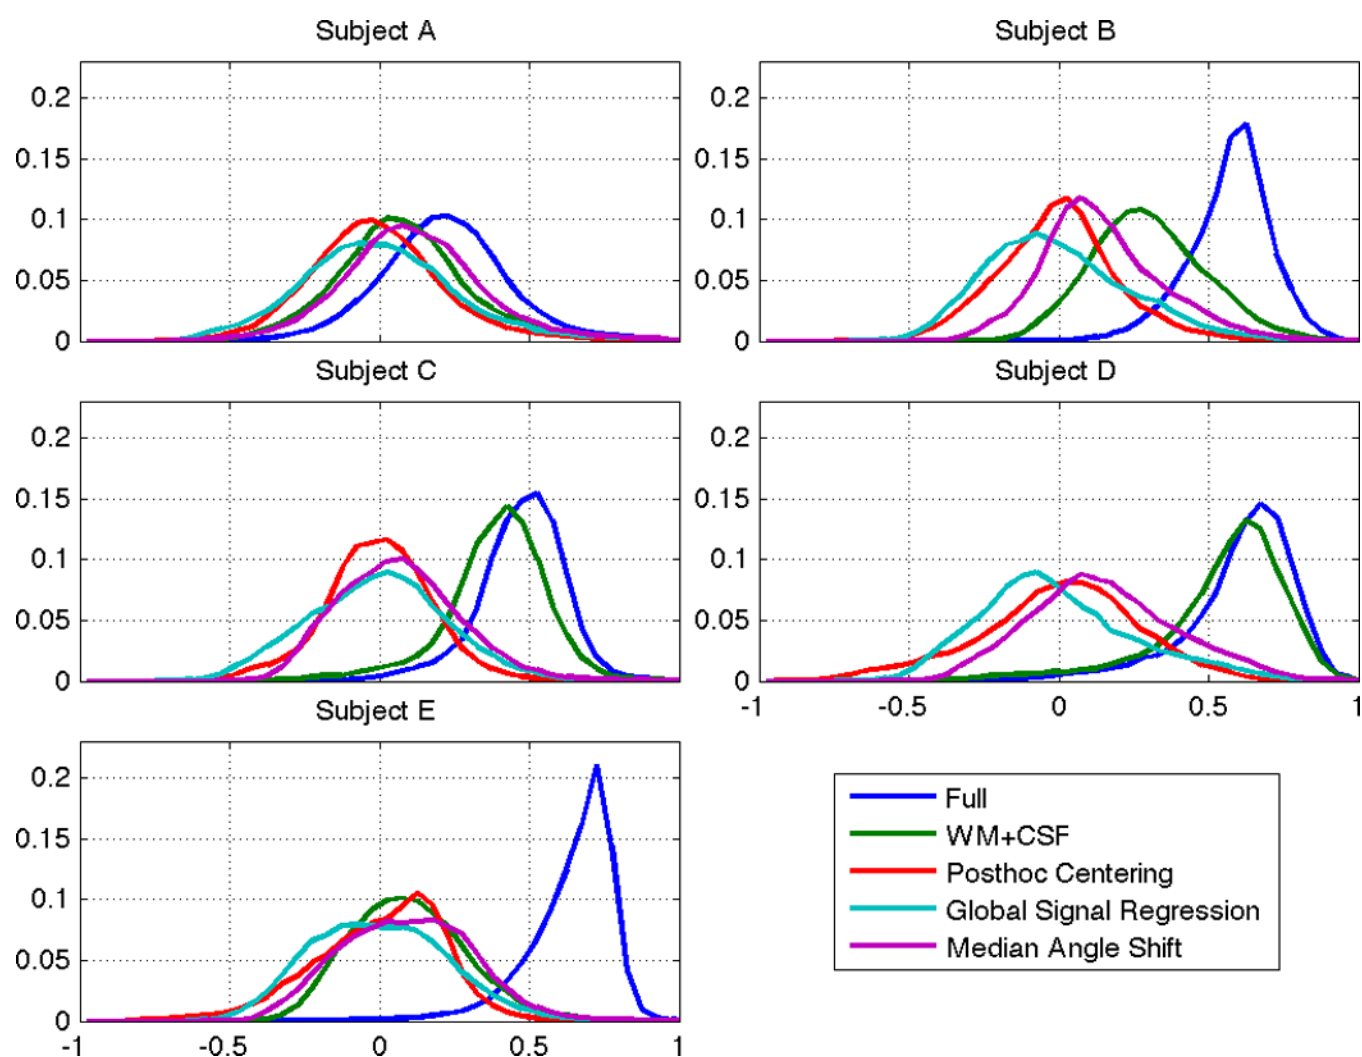 Subject A
0.2
0.15
0.1
0.05
0
Subject B
0.2
0.15
0.1
0.05
0
Subject C
0.2
0.15
0.1
0.05
0
Subject D
0.2
0.15
0.1
0.05
0
-1 -0.5 0 0.5 1
Subject E
0.2
0.15
0.1
0.05
0
-1 -0.5 0 0.5 1
Full
WM+CSF
Posthoc Centering
Global Signal Regression
Median Angle Shift